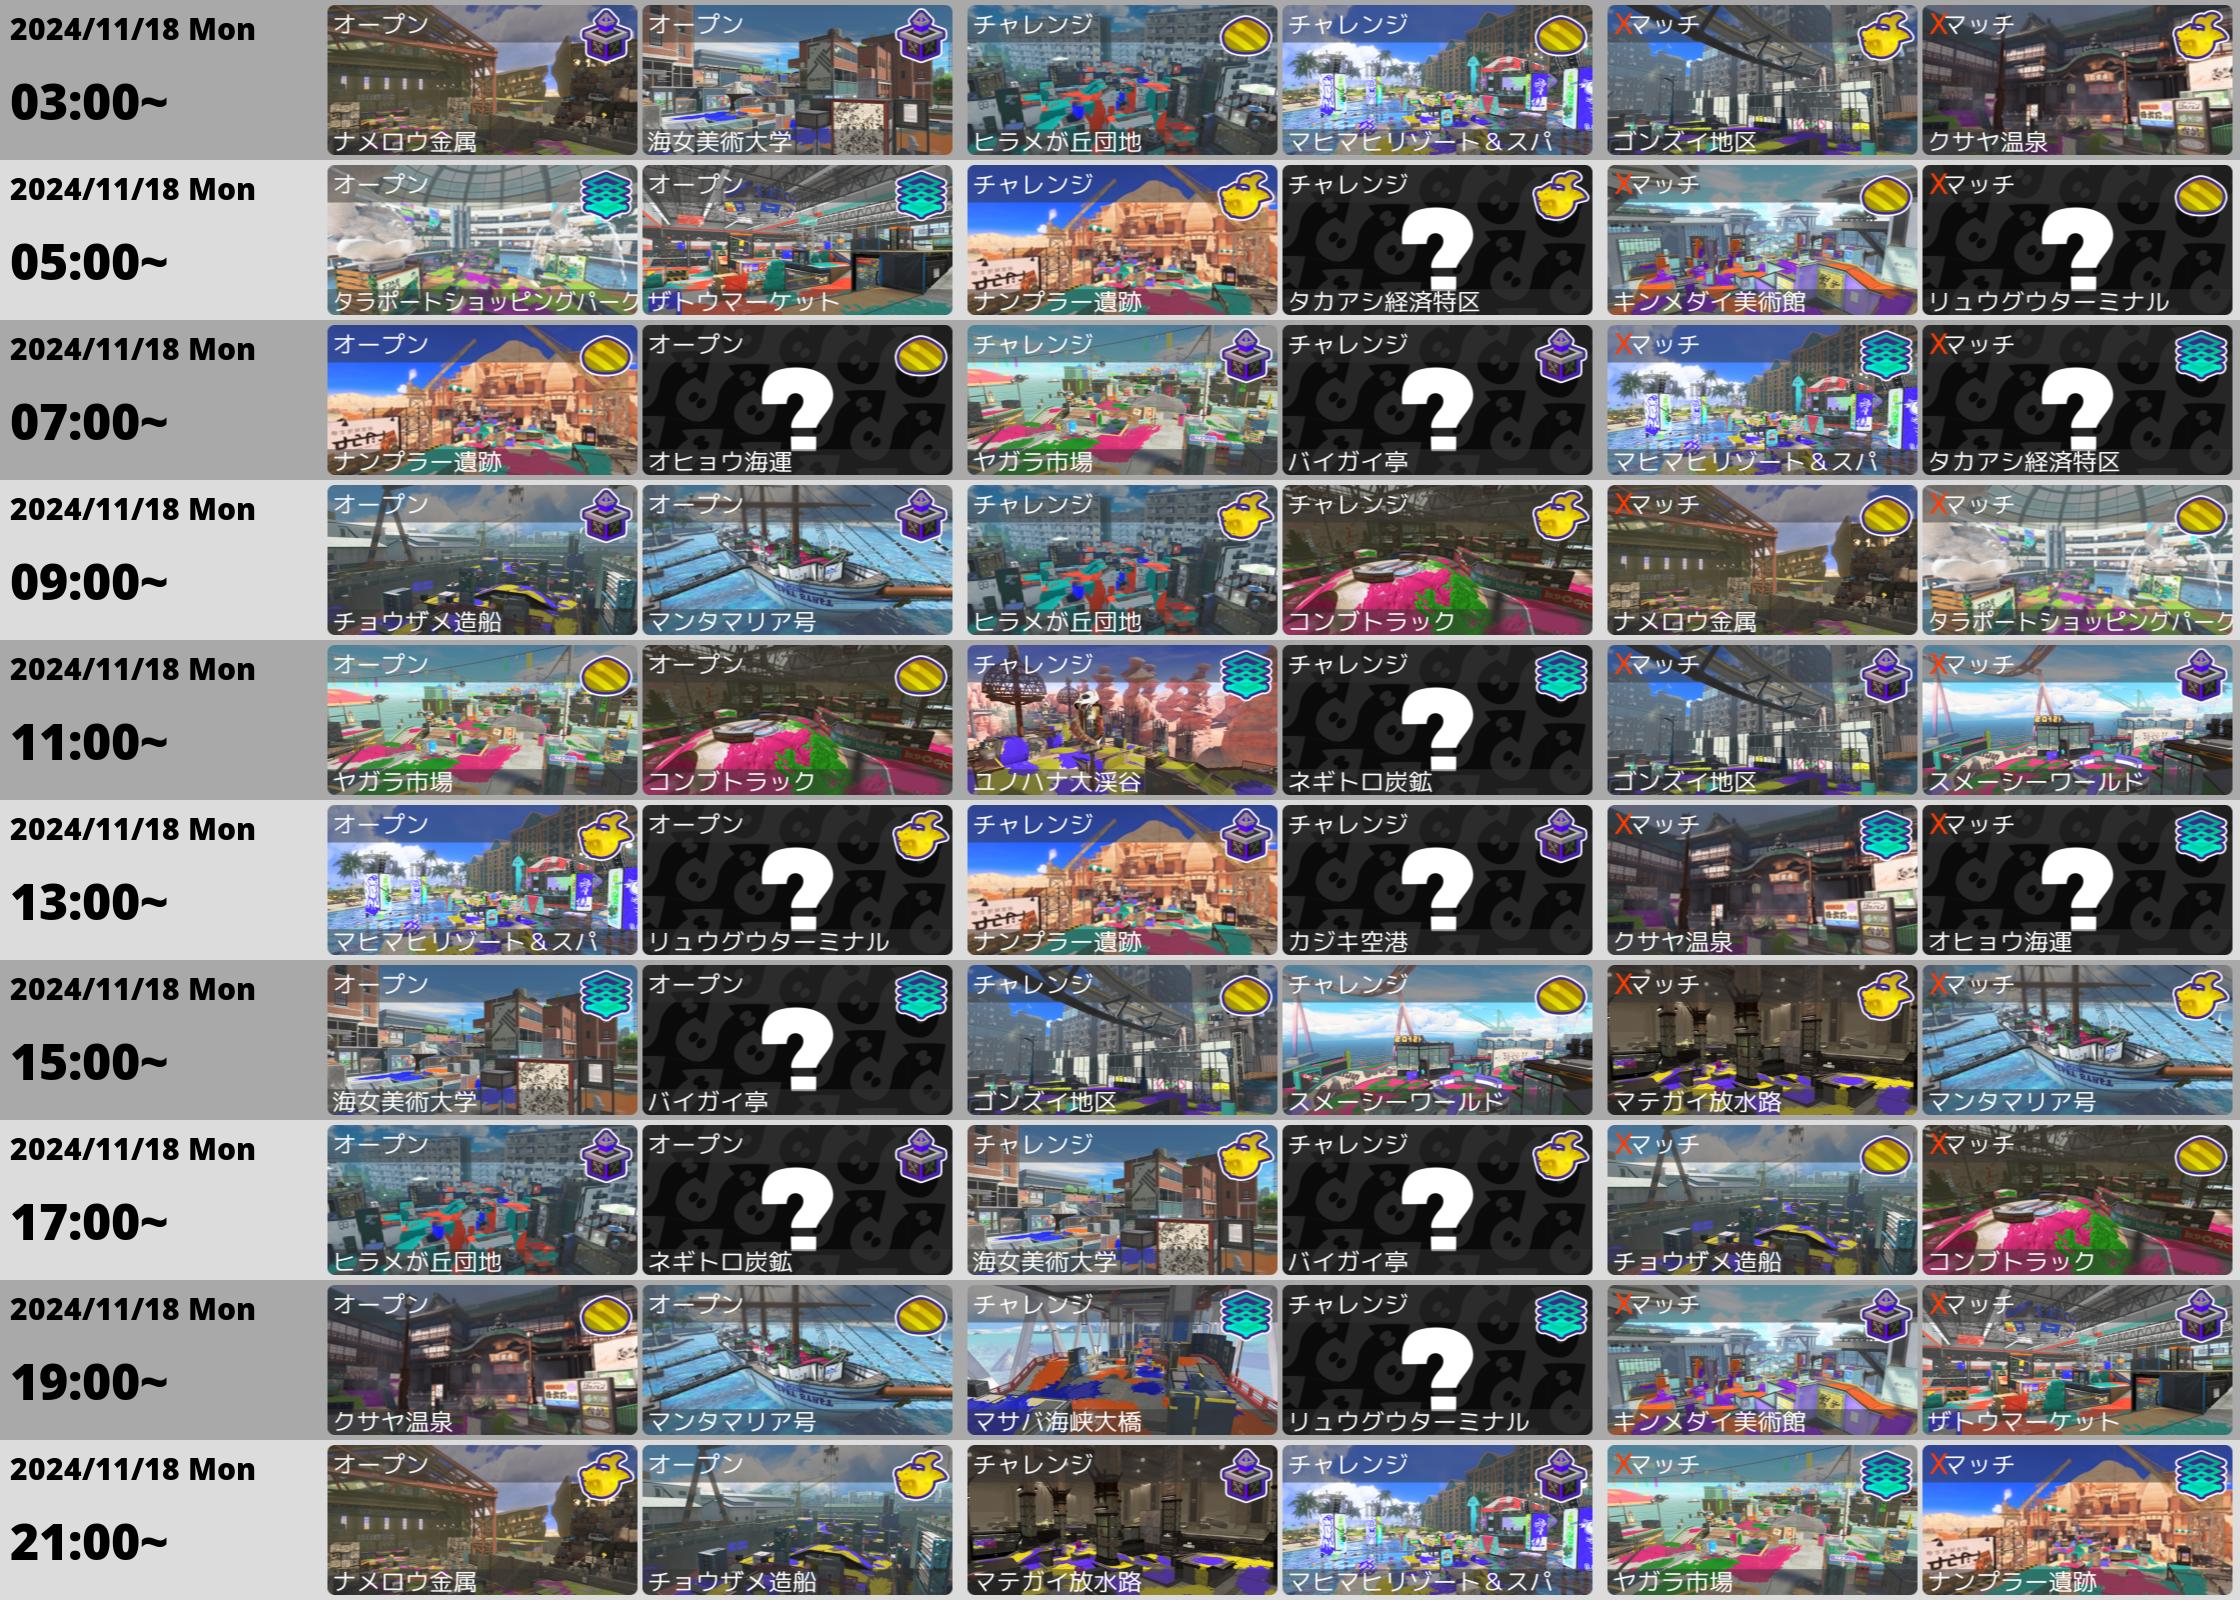 2024/11/18 Mon
03:00~
オープン
ナメロウ金属
オープン
海女美術大学
チャレンジ
ヒラメが丘団地
チャレンジ
マヒマヒリゾート＆スパ
Xマッチ
ゴンズイ地区
Xマッチ
クサヤ温泉
2024/11/18 Mon
05:00~
オープン
タラポートショッピングパーク
オープン
ザトウマーケット
チャレンジ
ナンプラー遺跡
チャレンジ
?
タカアシ経済特区
Xマッチ
キンメダイ美術館
Xマッチ
?
リュウグウターミナル
2024/11/18 Mon
07:00~
オープン
ナンプラー遺跡
オープン
?
オヒョウ海運
チャレンジ
ヤガラ市場
チャレンジ
?
バイガイ亭
Xマッチ
マヒマヒリゾート＆スパ
Xマッチ
?
タカアシ経済特区
2024/11/18 Mon
09:00~
オープン
チョウザメ造船
オープン
マンタマリア号
チャレンジ
ヒラメが丘団地
チャレンジ
コンブトラック
Xマッチ
ナメロウ金属
Xマッチ
タラポートショッピングパーク
2024/11/18 Mon
11:00~
オープン
ヤガラ市場
オープン
コンブトラック
チャレンジ
ユノハナ大渓谷
チャレンジ
?
ネギトロ炭鉱
Xマッチ
ゴンズイ地区
Xマッチ
スメーシーワールド
2024/11/18 Mon
13:00~
オープン
マヒマヒリゾート＆スパ
オープン
?
リュウグウターミナル
チャレンジ
ナンプラー遺跡
チャレンジ
?
カジキ空港
Xマッチ
クサヤ温泉
Xマッチ
?
オヒョウ海運
2024/11/18 Mon
15:00~
オープン
海女美術大学
オープン
?
バイガイ亭
チャレンジ
ゴンズイ地区
チャレンジ
スメーシーワールド
Xマッチ
マテガイ放水路
Xマッチ
マンタマリア号
2024/11/18 Mon
17:00~
オープン
ヒラメが丘団地
オープン
?
ネギトロ炭鉱
チャレンジ
海女美術大学
チャレンジ
?
バイガイ亭
Xマッチ
チョウザメ造船
Xマッチ
コンブトラック
2024/11/18 Mon
19:00~
オープン
クサヤ温泉
オープン
マンタマリア号
チャレンジ
マサバ海峡大橋
チャレンジ
?
リュウグウターミナル
Xマッチ
キンメダイ美術館
Xマッチ
ザトウマーケット
2024/11/18 Mon
21:00~
オープン
ナメロウ金属
オープン
チョウザメ造船
チャレンジ
マテガイ放水路
チャレンジ
マヒマヒリゾート＆スパ
Xマッチ
ヤガラ市場
Xマッチ
ナンプラー遺跡